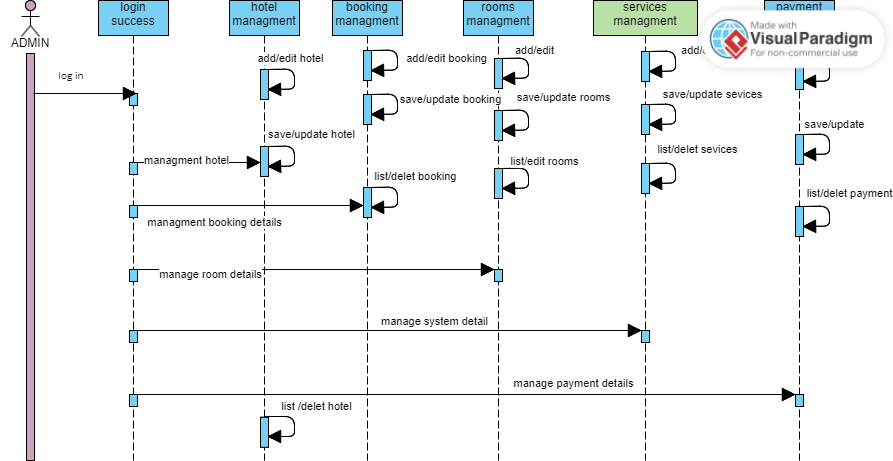 login
success
hotel
managment
booking
managment
rooms
managment
services
managment
payment
Made with
VisualParadigm
For non-commercial use
ADMIN
log in
add/edit hotel
add/edit booking
add/edit
save/update booking
save/update rooms
save/update sevices
save/update hotel
save/update
managment hotel
list/edit rooms
list/delet sevices
list/delet booking
list/delet payment
managment booking details
manage room details
manage system detail
manage payment details
list /delet hotel